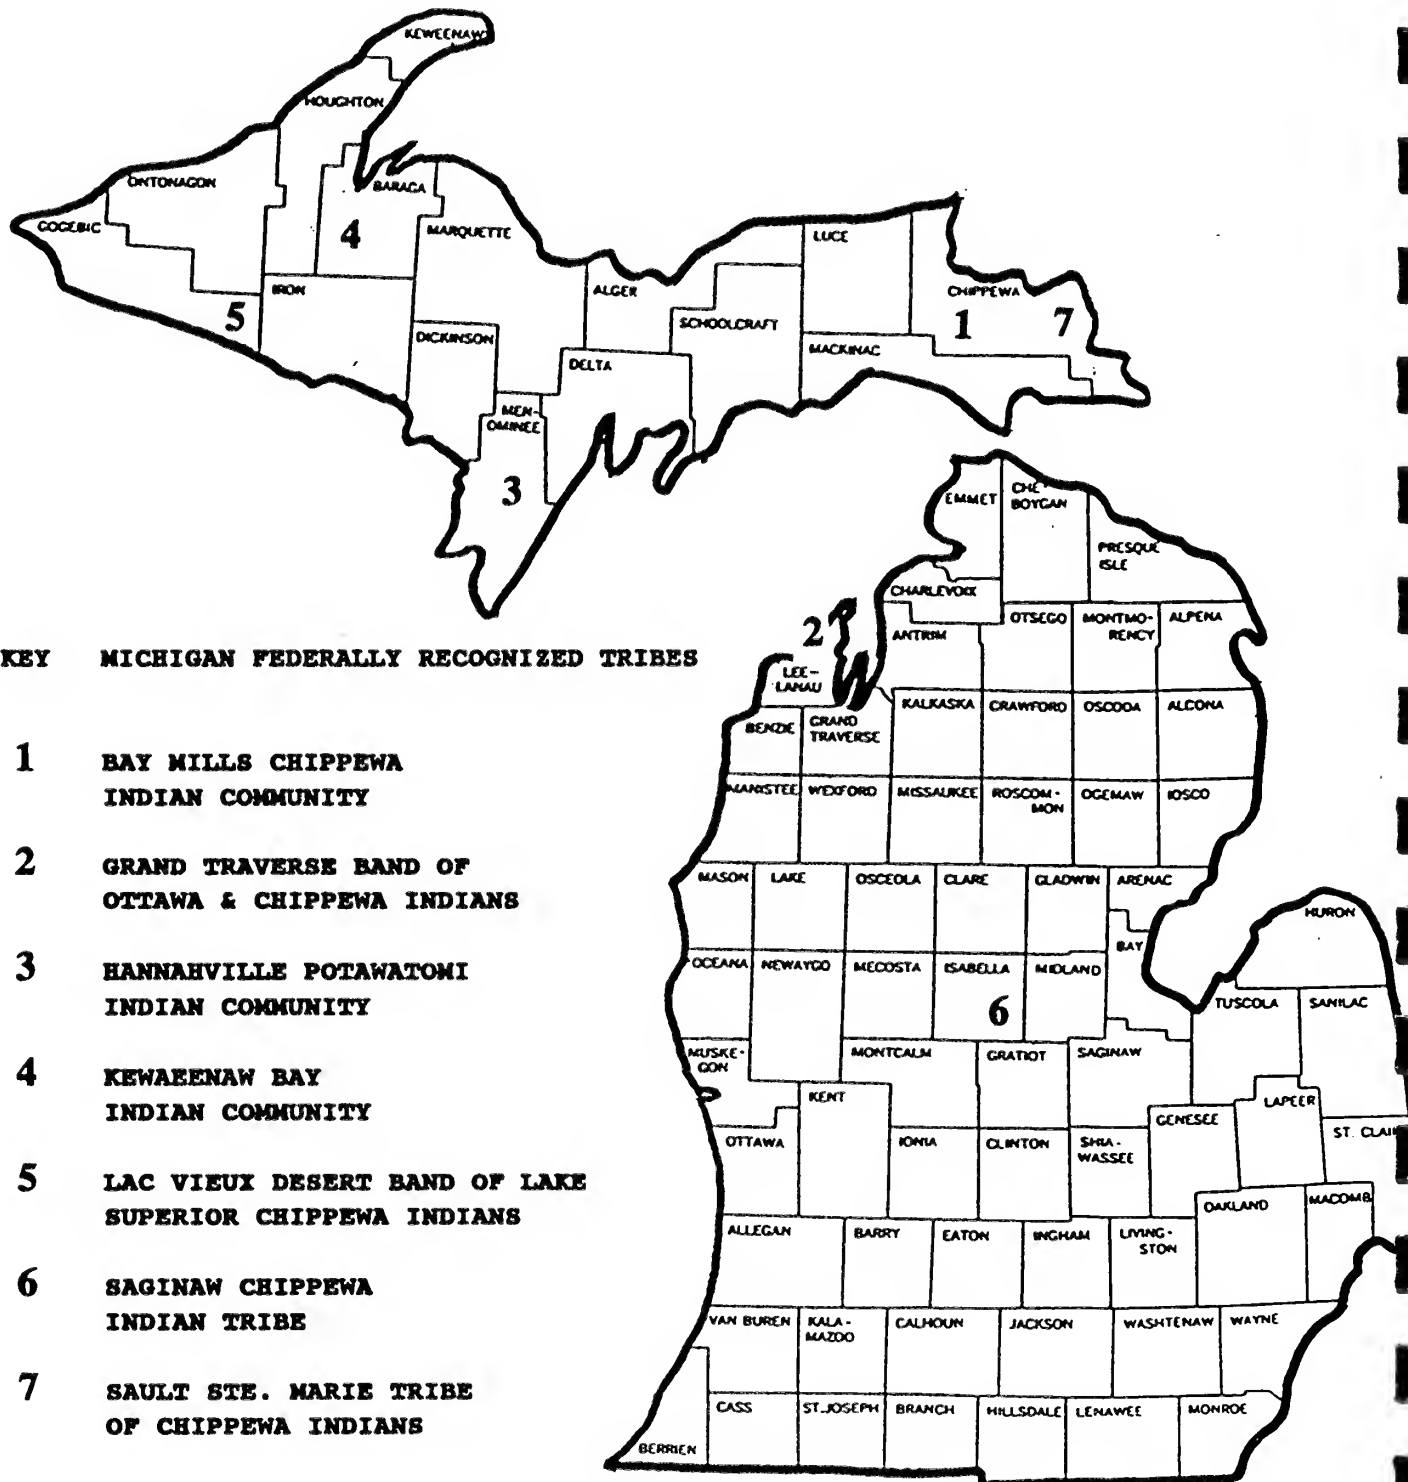 KEWEENAW
HOUGHTON
ONTONAGON
BARAGA
GOGEBIC
4
MARQUETTE
LUCE
IRON
ALGER
CHIPPEWA
5
SCHOOLCRAFT
1
7
DICKINSON
MACKINAC
DELTA
MEN-
OMINEE
3
EMMET
CHE-
BOYGAN
PRESQUE
ISLE
CHARLEVOIX
2
ANTRIM
OTSEGO
MONTMO-
RENCY
ALPENA
KEY MICHIGAN FEDERALLY RECOGNIZED TRIBES
LEE-
LANAU
BENZIE
GRAND
TRAVERSE
KALKASKA
CRAWFORD
OSCODA
ALCONA
1 BAY MILLS CHIPPEWA
INDIAN COMMUNITY
MANISTEE
WEXFORD
MISSAUKEE
ROSCOM-
MON
OGEMAW
IOSCO
2 GRAND TRAVERSE BAND OF
OTTAWA & CHIPPEWA INDIANS
MASON
LAKE
OSCEOLA
CLARE
GLADWIN
ARENAC
HURON
BAY
3 HANNAHVILLE POTAWATOMI
INDIAN COMMUNITY
OCEANA
NEWAYGO
MECOSTA
ISABELLA
MIDLAND
6
TUSCOLA
SANILAC
4 KEWAEENAW BAY
INDIAN COMMUNITY
MUSKE-
GON
MONTCALM
GRATIOT
SAGINAW
KENT
LAPEER
GENESEE
OTTAWA
IONIA
CLINTON
SHIA-
WASSEE
ST. CLAI
5 LAC VIEUX DESERT BAND OF LAKE
SUPERIOR CHIPPEWA INDIANS
OAKLAND
MACOMB
ALLEGAN
BARRY
EATON
INGHAM
LIVING-
STON
6 SAGINAW CHIPPEWA
INDIAN TRIBE
VAN BUREN
KALA-
MAZOO
CALHOUN
JACKSON
WASHTENAW
WAYNE
7 SAULT STE. MARIE TRIBE
OF CHIPPEWA INDIANS
CASS
ST. JOSEPH
BRANCH
HILLSDALE
LENAWEE
MONROE
BERRIEN